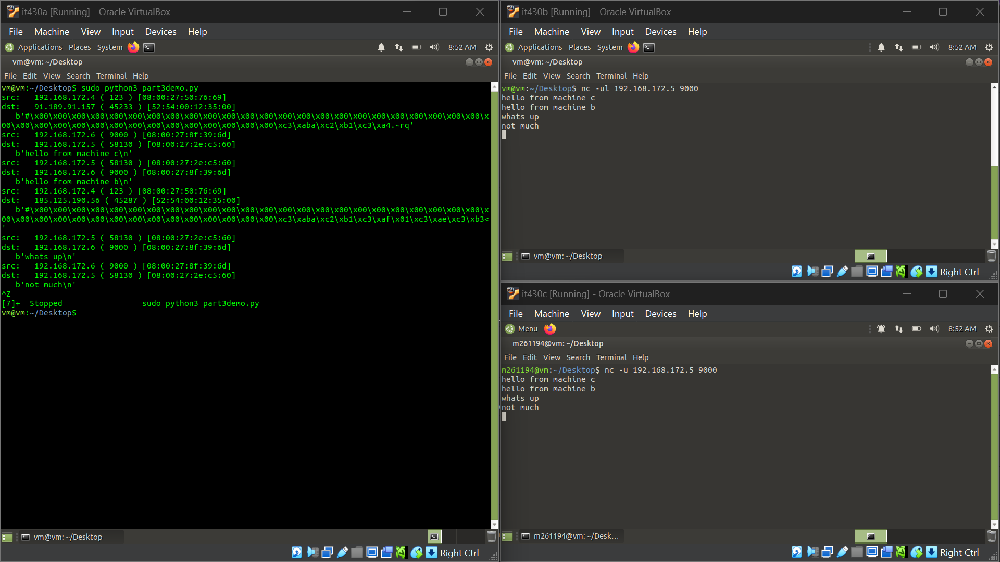 it430a [Running] - Oracle VirtualBox
File Machine View Input Devices Help
Applications Places System 8:52 AM
vm@vm: ~/Desktop
File Edit View Search Terminal Help
vm@vm:~/Desktop$ sudo python3 part3demo.py
src:   192.168.172.4 ( 123 ) [08:00:27:50:76:69]
dst:   91.189.91.157 ( 45233 ) [52:54:00:12:35:00]
   b'#\x00\x00\x00\x00\x00\x00\x00\x00\x00\x00\x00\x00\x00\x00\x00\x00\x00\x00\x00\x00\x00\x00\x00\x00\x
00\x00\x00\x00\x00\x00\x00\x00\x00\x00\x00\x00\x00\x00\xc3\xaba\xc2\xb1\xc3\xa4.~rq'
src:   192.168.172.6 ( 9000 ) [08:00:27:8f:39:6d]
dst:   192.168.172.5 ( 58130 ) [08:00:27:2e:c5:60]
   b'hello from machine c\n'
src:   192.168.172.5 ( 58130 ) [08:00:27:2e:c5:60]
dst:   192.168.172.6 ( 9000 ) [08:00:27:8f:39:6d]
   b'hello from machine b\n'
src:   192.168.172.4 ( 123 ) [08:00:27:50:76:69]
dst:   185.125.190.56 ( 45287 ) [52:54:00:12:35:00]
   b'#\x00\x00\x00\x00\x00\x00\x00\x00\x00\x00\x00\x00\x00\x00\x00\x00\x00\x00\x00\x00\x00\x00\x00\x00\x
00\x00\x00\x00\x00\x00\x00\x00\x00\x00\x00\x00\x00\x00\xc3\xaba\xc2\xb1\xc3\xaf\x01\xc3\xae\xc3\xb3<
'
src:   192.168.172.5 ( 58130 ) [08:00:27:2e:c5:60]
dst:   192.168.172.6 ( 9000 ) [08:00:27:8f:39:6d]
   b'whats up\n'
src:   192.168.172.6 ( 9000 ) [08:00:27:8f:39:6d]
dst:   192.168.172.5 ( 58130 ) [08:00:27:2e:c5:60]
   b'not much\n'
^Z
[7]+  Stopped                 sudo python3 part3demo.py
vm@vm:~/Desktop$
vm@vm: ~/Desktop
Right Ctrl
it430b [Running] - Oracle VirtualBox
File Machine View Input Devices Help
Applications Places System 8:52 AM
vm@vm: ~/Desktop
File Edit View Search Terminal Help
vm@vm:~/Desktop$ nc -ul 192.168.172.5 9000
hello from machine c
hello from machine b
whats up
not much
vm@vm: ~/Desktop
Right Ctrl
it430c [Running] - Oracle VirtualBox
File Machine View Input Devices Help
Menu 8:52 AM
m261194@vm: ~/Desktop
File Edit View Search Terminal Help
m261194@vm:~/Desktop$ nc -u 192.168.172.5 9000
hello from machine c
hello from machine b
whats up
not much
m261194@vm: ~/Desk...
Right Ctrl